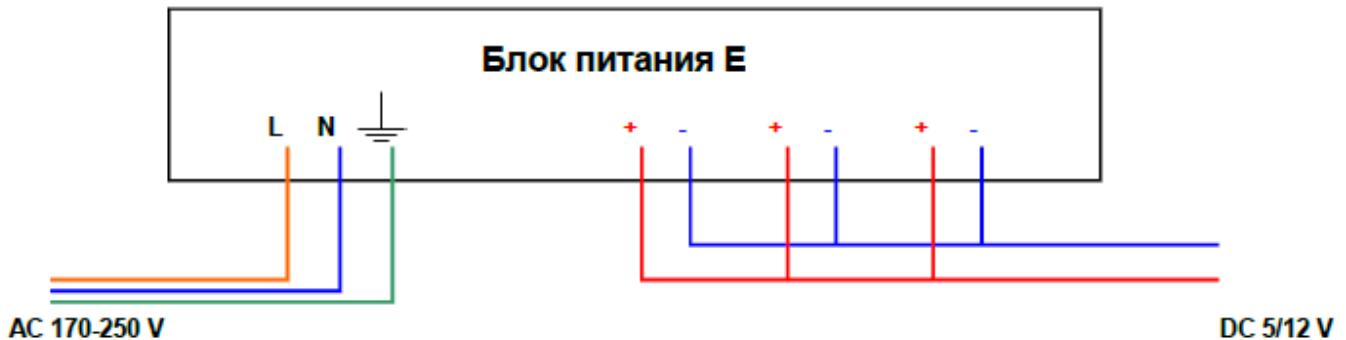 Блок питания E
L N + - + - + -
AC 170-250 V
DC 5/12 V